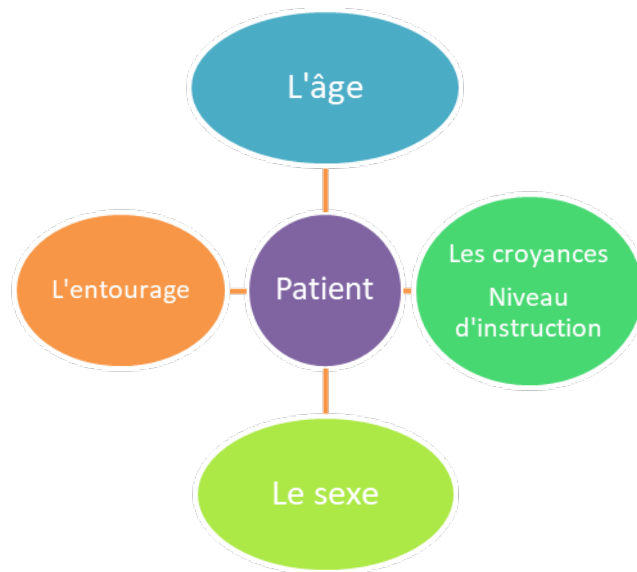 L'âge
L'entourage
Patient
Les croyances
Niveau
d'instruction
Le sexe